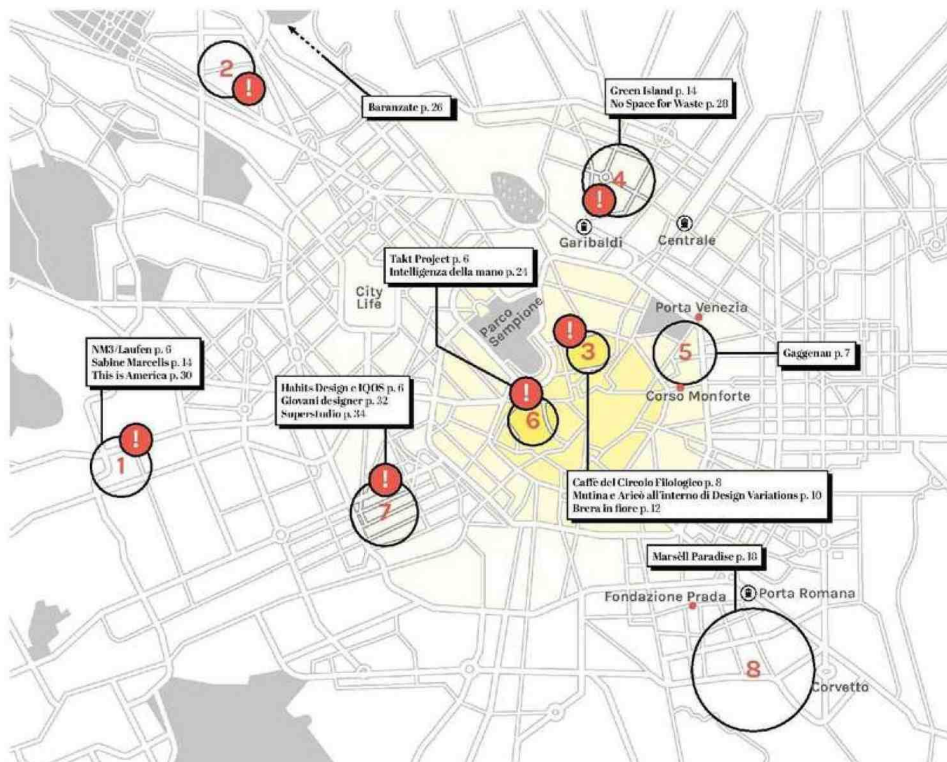 2
!
Baranzate p. 26
Green Island p. 14
No Space for Waste p. 28
4
!
Garibaldi
Centrale
Takt Project p. 6
Intelligenza della mano p. 24
City
Life
Parco
Sempione
Porta Venezia
!
3
5
Gaggenau p. 7
Corso Monforte
NM3/Laufen p. 6
Sabine Marcelis p. 14
This is America p. 30
!
1
Habits Design e IQOS p. 6
Giovani designer p. 32
Superstudio p. 34
!
7
!
6
Caffè del Circolo Filologico p. 8
Mutina e Aricò all'interno di Design Variations p. 10
Brera in fiore p. 12
Marsèll Paradise p. 18
Fondazione Prada
Porta Romana
8
Corvetto